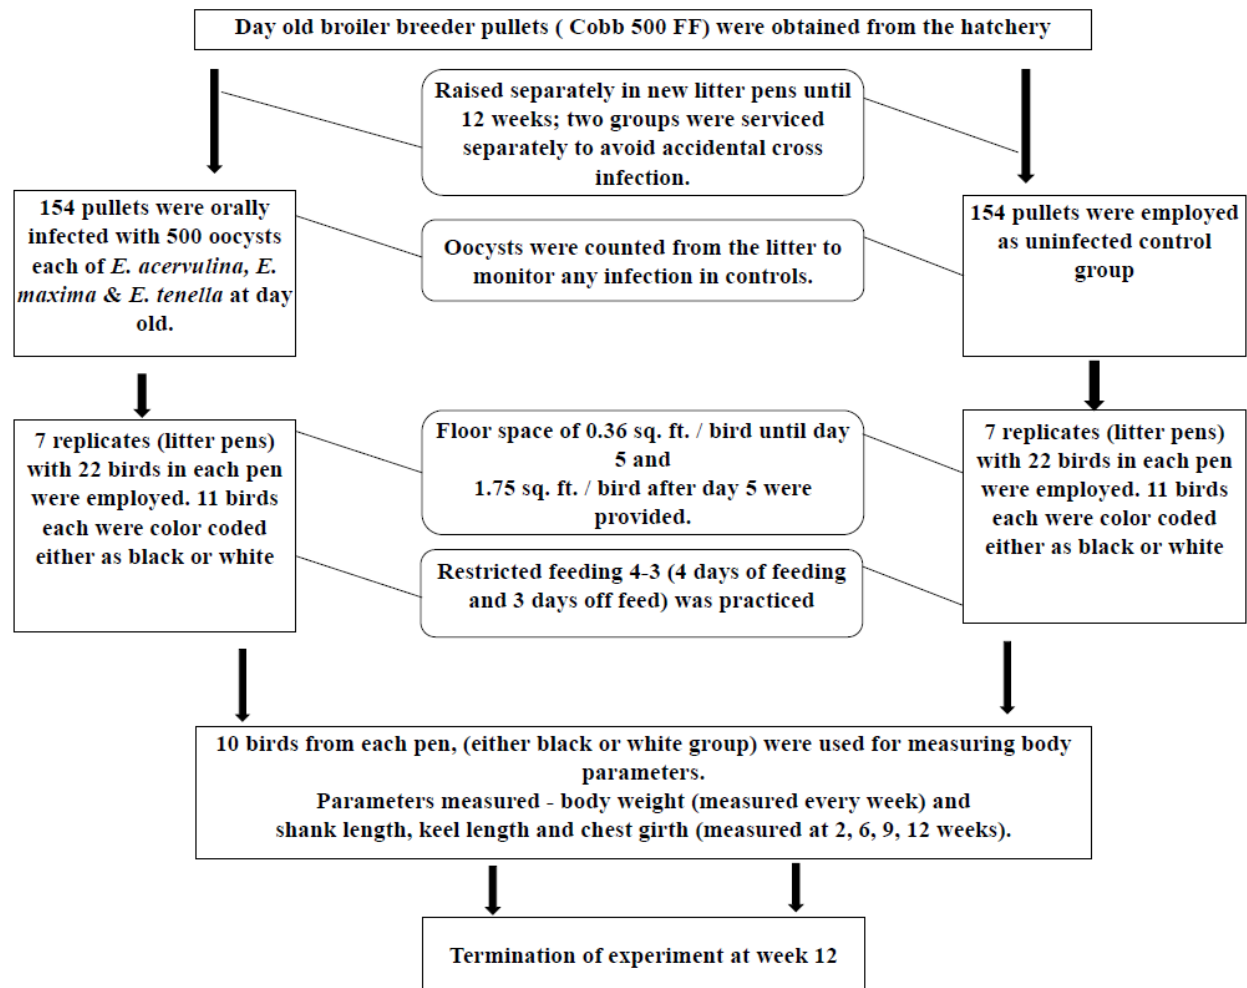 Day old broiler breeder pullets ( Cobb 500 FF) were obtained from the hatchery
Raised separately in new litter pens until
12 weeks; two groups were serviced
separately to avoid accidental cross
infection.
154 pullets were orally
infected with 500 oocysts
each of E. acervulina, E.
maxima & E. tenella at day
old.
Oocysts were counted from the litter to
monitor any infection in controls.
154 pullets were employed
as uninfected control
group
7 replicates (litter pens)
with 22 birds in each pen
were employed. 11 birds
each were color coded
either as black or white
Floor space of 0.36 sq. ft. / bird until day
5 and
1.75 sq. ft. / bird after day 5 were
provided.
7 replicates (litter pens)
with 22 birds in each pen
were employed. 11 birds
each were color coded
either as black or white
Restricted feeding 4-3 (4 days of feeding
and 3 days off feed) was practiced
10 birds from each pen, (either black or white group) were used for measuring body
parameters.
Parameters measured - body weight (measured every week) and
shank length, keel length and chest girth (measured at 2, 6, 9, 12 weeks).
Termination of experiment at week 12